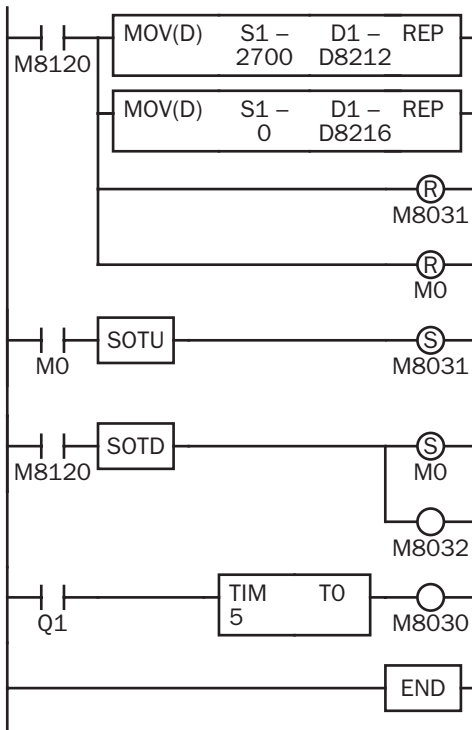 MOV(D) S1 – D1 – REP
M8120 2700 D8212
MOV(D) S1 – D1 – REP
0 D8216
R
M8031
R
M0
SOTU S
M0 M8031
SOTD S
M8120 M0
M8032
TIM T0
5
Q1 M8030
END